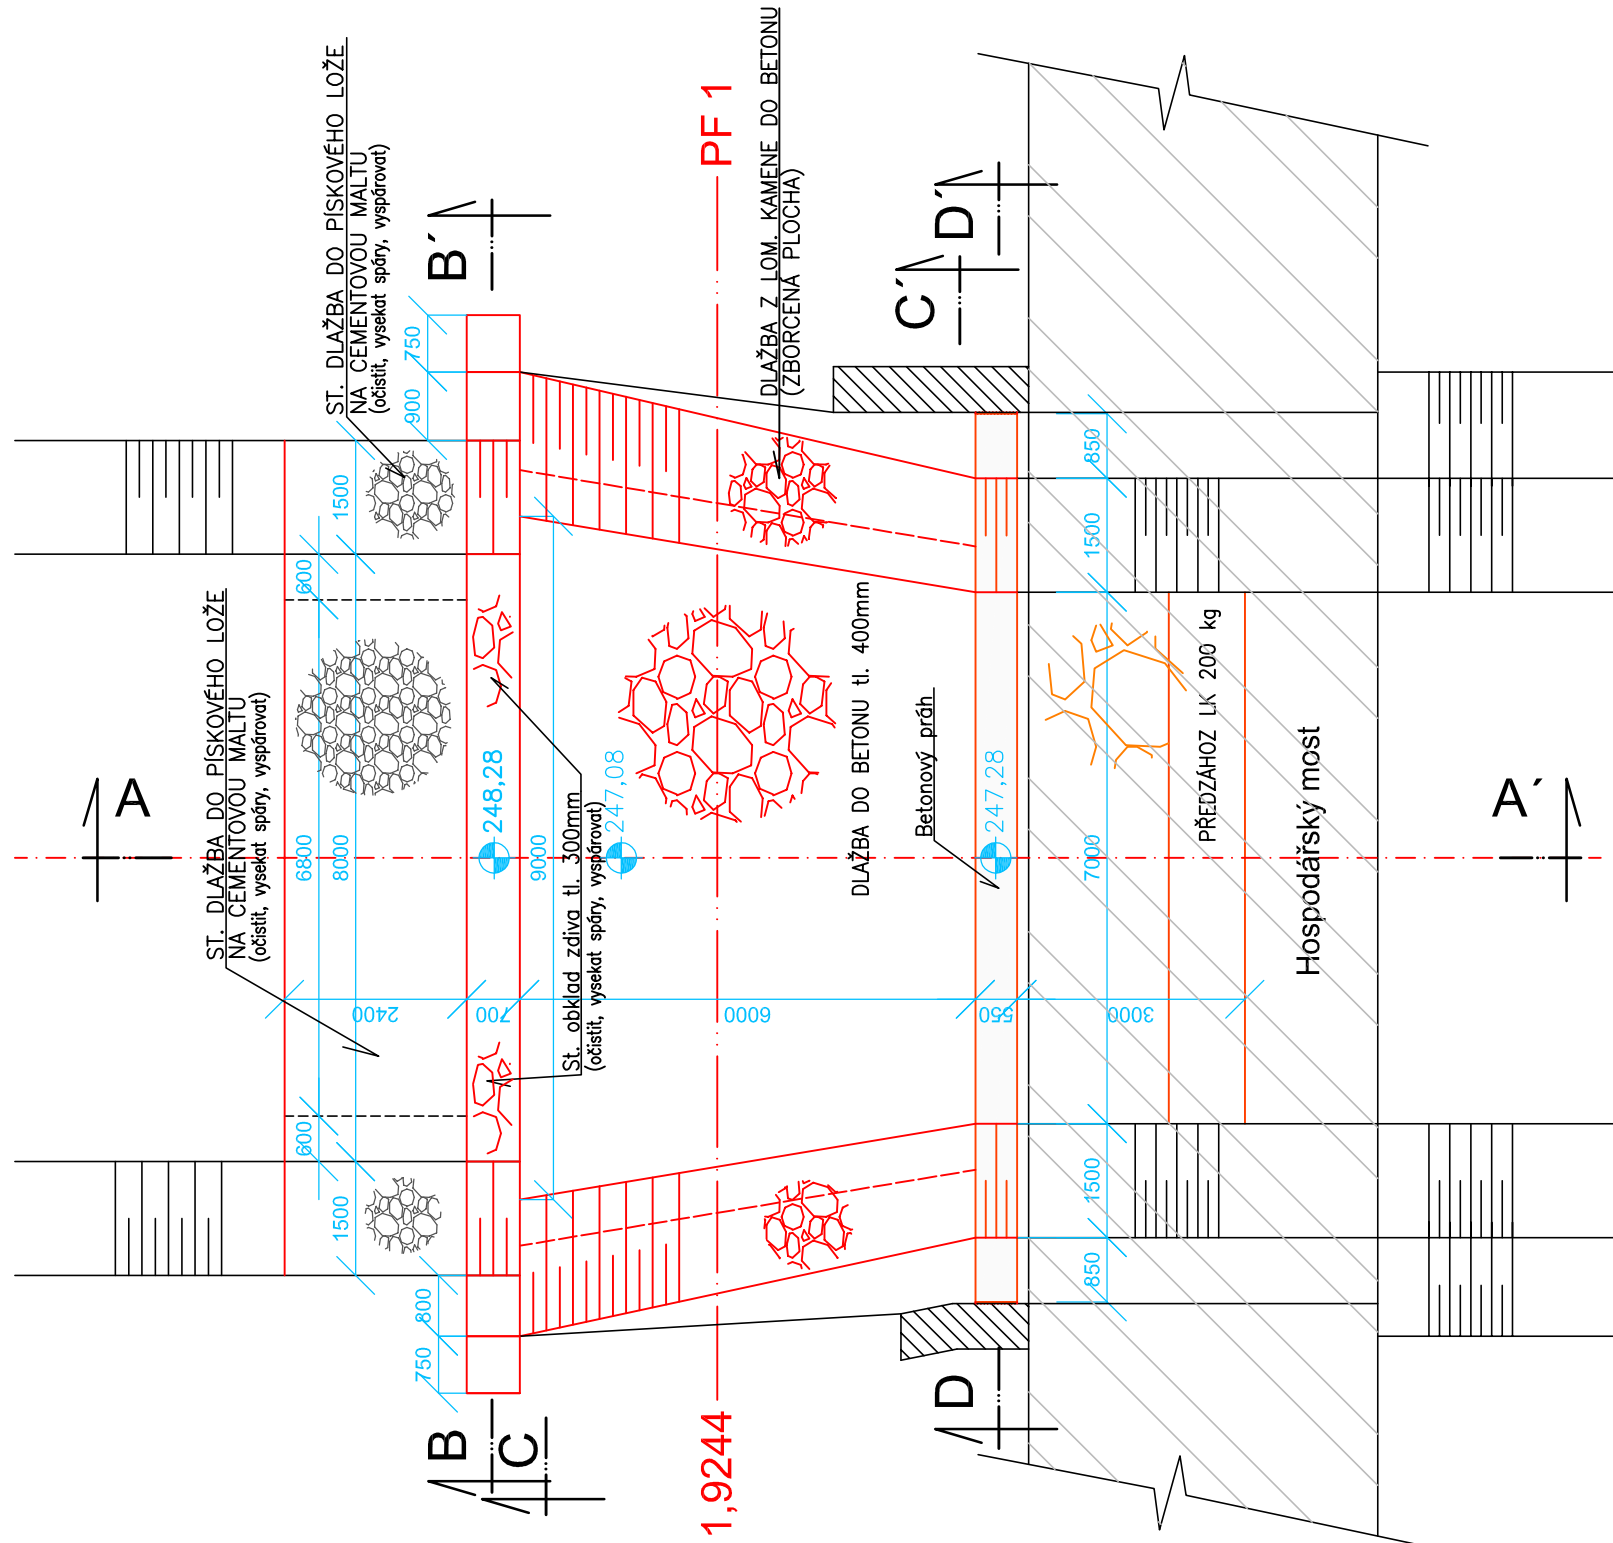 ST. DLAŽBA DO PÍSKOVÉHO LOŽE
NA CEMENTOVOU MALTU
(očistit, vysekat spáry, vyspárovat)
PF 1
DLAŽBA Z LOM. KAMENE DO BETONU
(ZBORCENÁ PLOCHA)
B´
C´
D´
750
900
1500
600
850
1500
ST. DLAŽBA DO PÍSKOVÉHO LOŽE
NA CEMENTOVOU MALTU
(očistit, vysekat spáry, vyspárovat)
A
A´
6800
8000
248,28
9000
St. obklad zdiva tl. 300mm
(očistit, vysekat spáry, vyspárovat)
247,08
DLAŽBA DO BETONU tl. 400mm
Betonový práh
247,28
7000
PŘEDZÁHOZ LK 200 kg
Hospodářský most
2400
700
6000
550
3000
600
1500
800
750
1500
850
B
C
1,9244
D